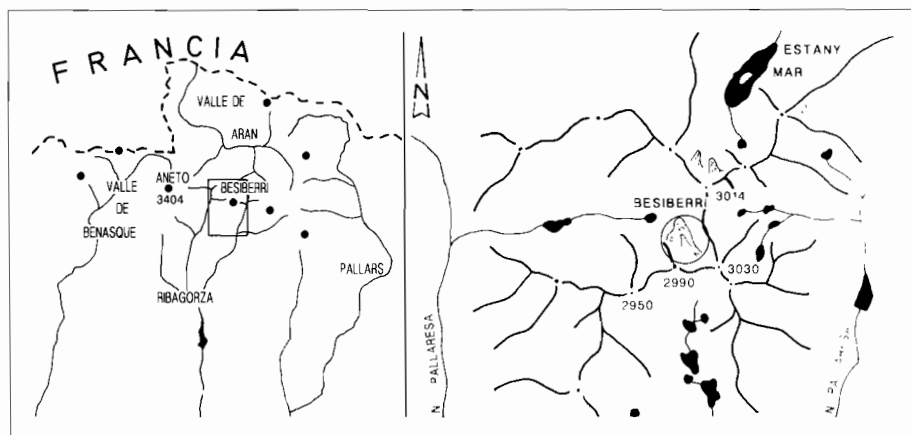 FRANCIA
VALLE DE
ARAN
ANETO
3404
VALLE
DE
BENASQUE
BESIBERRI
RIBAGORZA
PALLARS
N
N PALLARESA
ESTANY
MAR
BESIBERRI
3014
3030
2990
2950
N